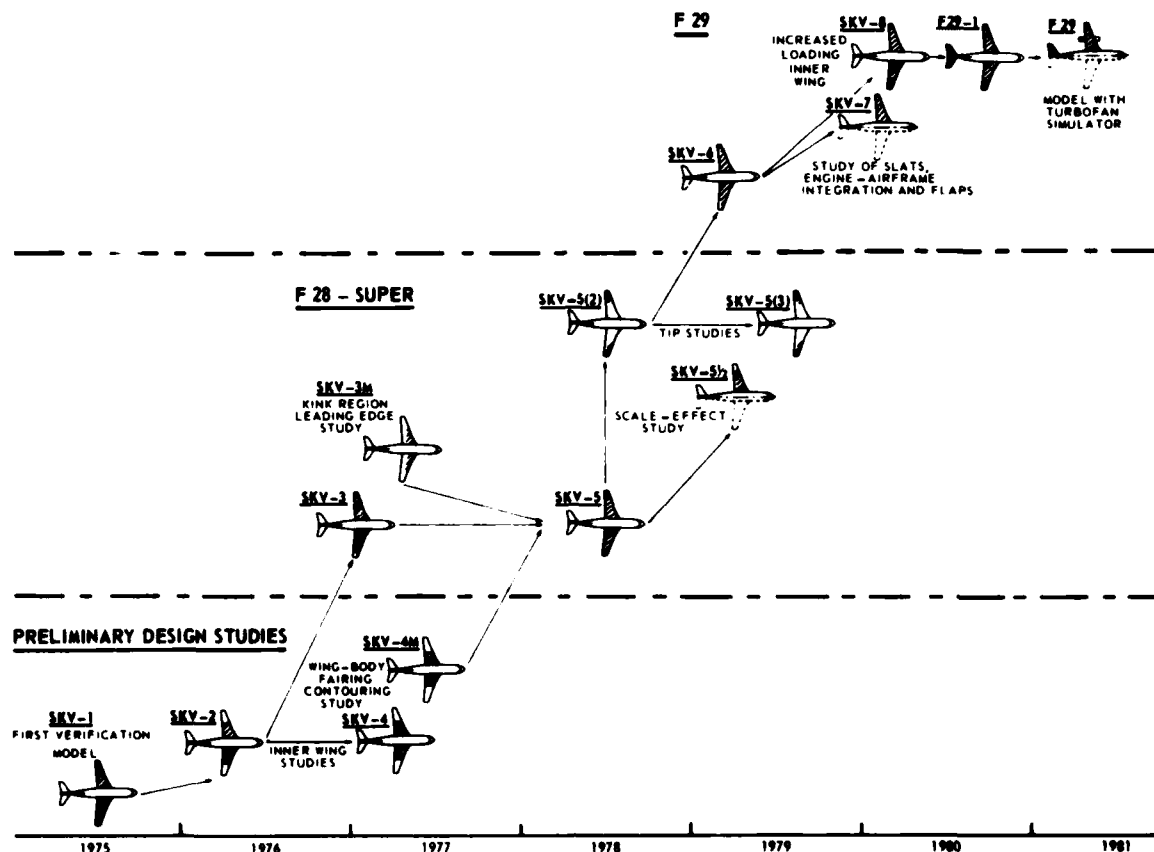 F 29
SKV-8
F29-1
F 29
INCREASED
LOADING
INNER
WING
SKV-7
MODEL WITH
TURBOFAN
SIMULATOR
SKV-6
STUDY OF SLATS,
ENGINE-AIRFRAME
INTEGRATION AND FLAPS
F 28 - SUPER
SKV-5(2)
SKV-5(3)
TIP STUDIES
SKV-3M
KINK REGION
LEADING EDGE
STUDY
SKV-5½
SCALE-EFFECT
STUDY
SKV-3
SKV-5
PRELIMINARY DESIGN STUDIES
SKV-4M
WING-BODY
FAIRING
CONTOURING
STUDY
SKV-1
FIRST VERIFICATION
MODEL
SKV-2
SKV-4
INNER WING
STUDIES
1975 1976 1977 1978 1979 1980 1981